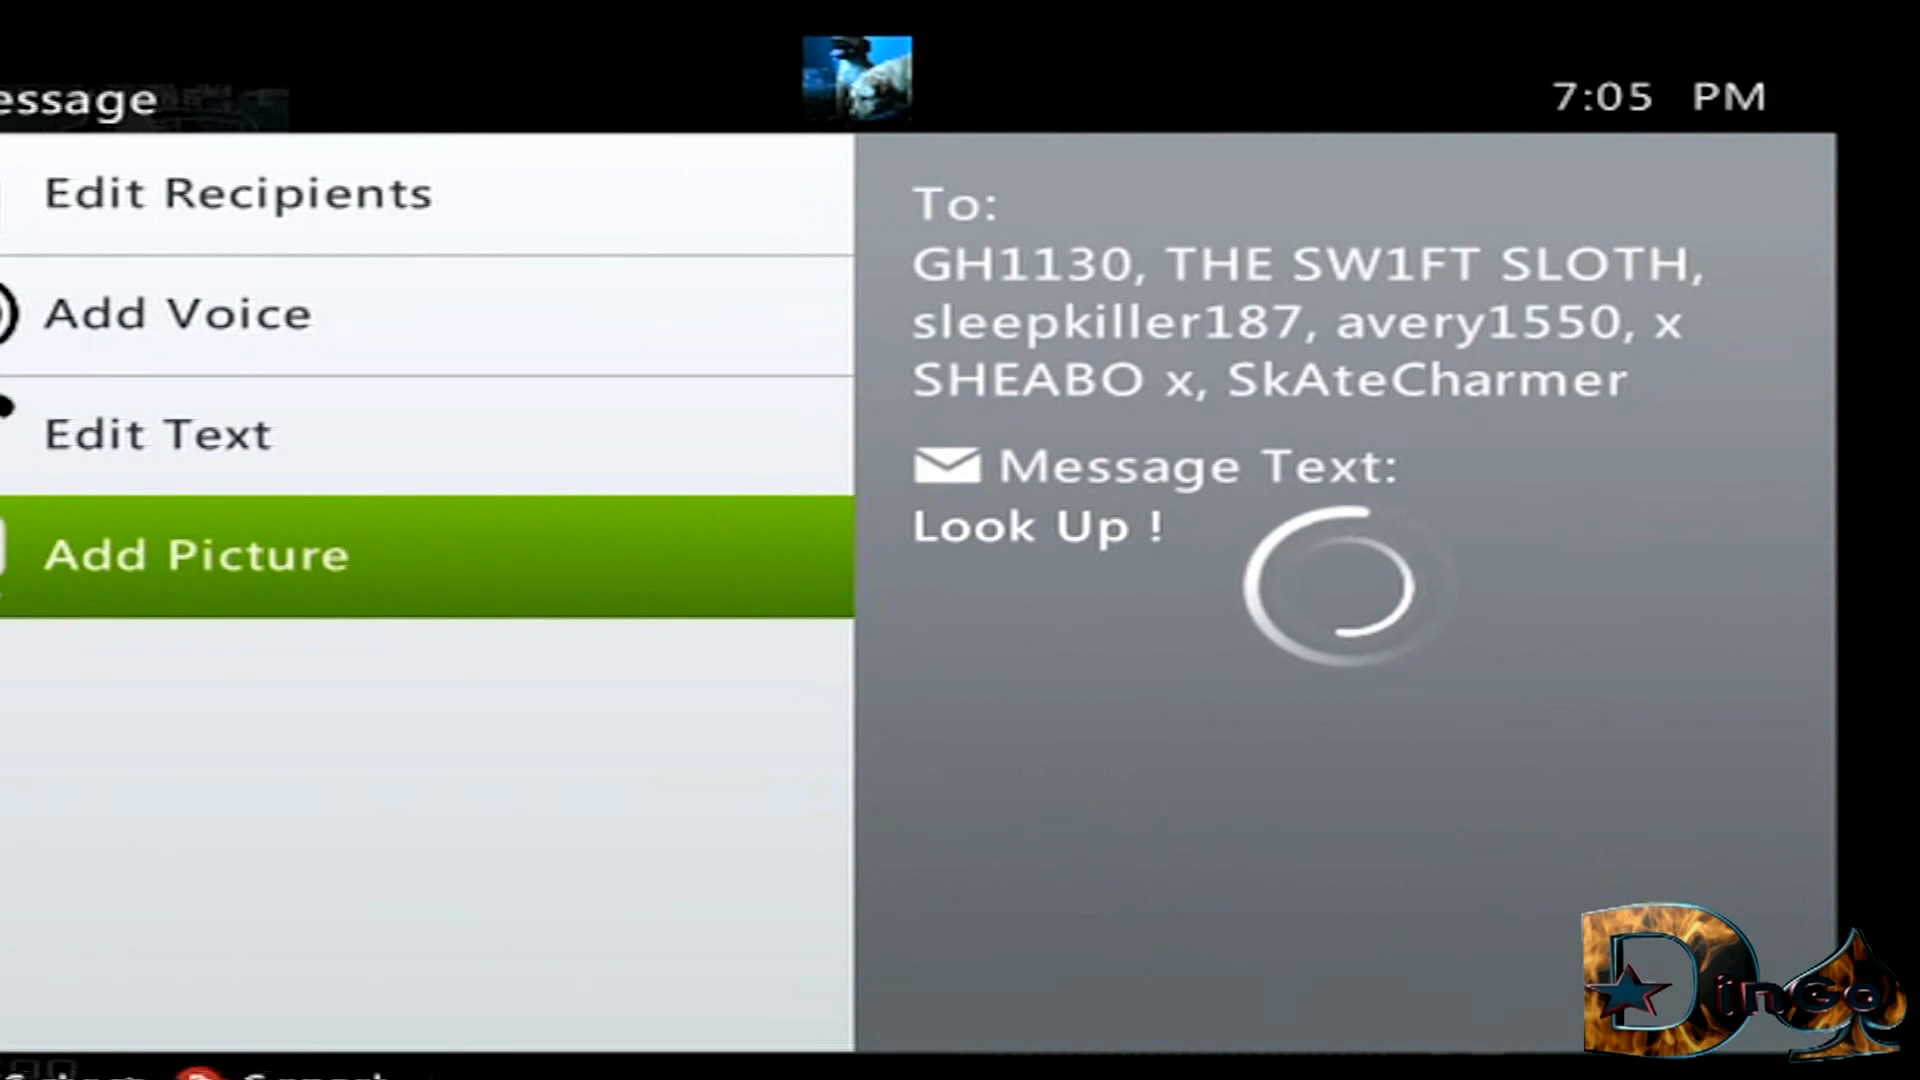 essage
7:05 PM
Edit Recipients
Add Voice
Edit Text
Add Picture
To:
GH1130, THE SW1FT SLOTH,
sleepkiller187, avery1550, x
SHEABO x, SkAteCharmer
Message Text:
Look Up !
DinGo